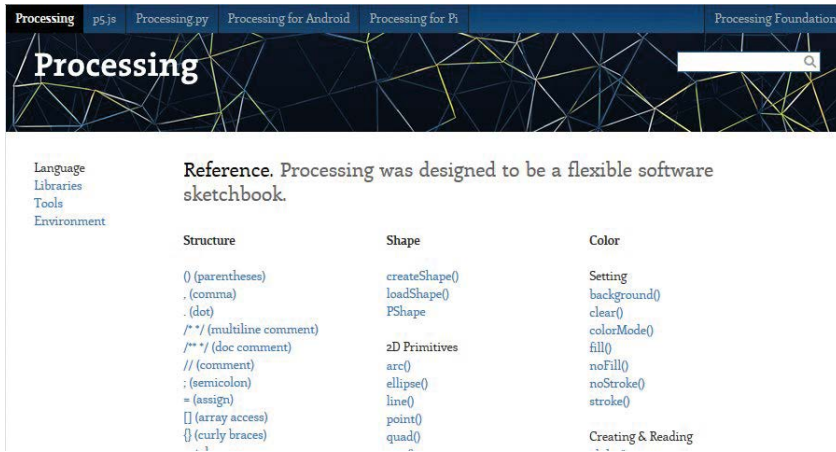 Processing p5.js Processing.py Processing for Android Processing for Pi Processing Foundation
Processing
Language
Libraries
Tools
Environment
Reference. Processing was designed to be a flexible software
sketchbook.
Structure
() (parentheses)
, (comma)
. (dot)
/* */ (multiline comment)
/** */ (doc comment)
// (comment)
; (semicolon)
= (assign)
[] (array access)
{} (curly braces)
Shape
createShape()
loadShape()
PShape
2D Primitives
arc()
ellipse()
line()
point()
quad()
Color
Setting
background()
clear()
colorMode()
fill()
noFill()
noStroke()
stroke()
Creating & Reading